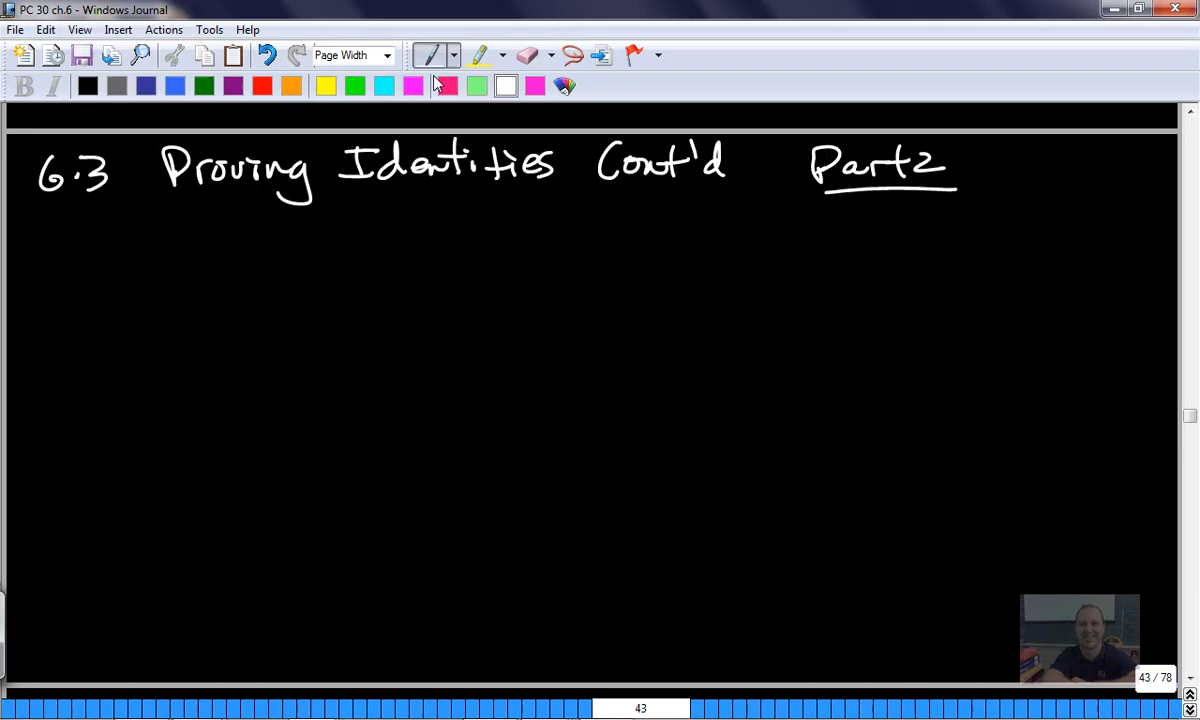 PC 30 ch.6 - Windows Journal
File Edit View Insert Actions Tools Help
Page Width
B I
6.3 Proving Identities Cont'd Part 2
43 / 78
43